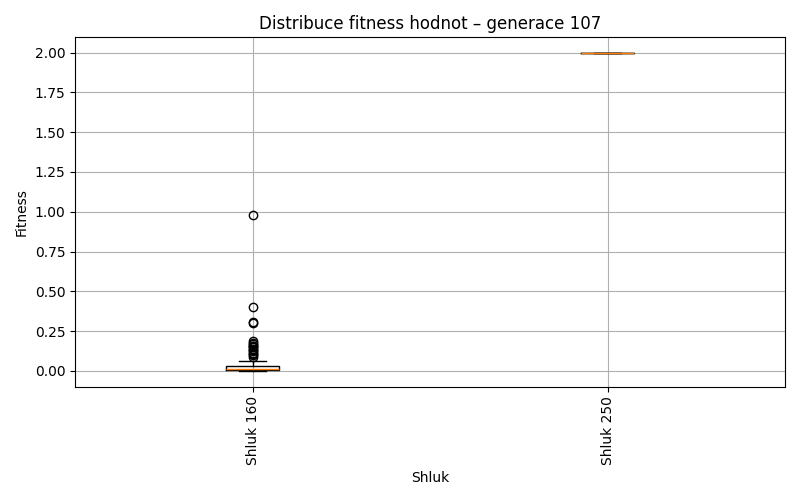 Distribuce fitness hodnot – generace 107
2.00
1.75
1.50
1.25
1.00
0.75
0.50
0.25
0.00
Fitness
Shluk 160
Shluk 250
Shluk